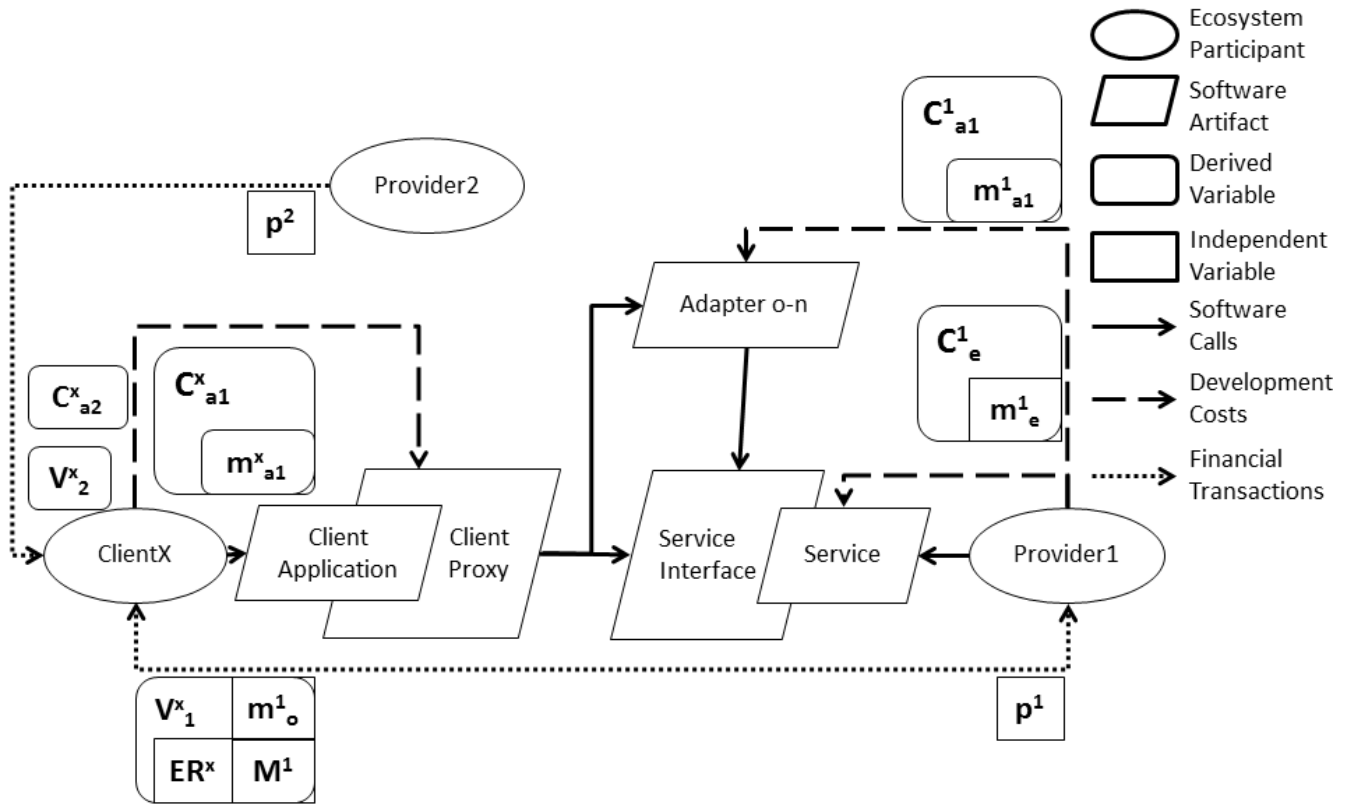 Ecosystem
Participant
Software
Artifact
Derived
Variable
Independent
Variable
Software
Calls
Development
Costs
Financial
Transactions
C¹ₐ₁
m¹ₐ₁
Provider2
p²
Adapter o-n
C¹ₑ
m¹ₑ
Cˣₐ₂
Cˣₐ₁
mˣₐ₁
Vˣ₂
ClientX
Client
Application
Client
Proxy
Service
Interface
Service
Provider1
Vˣ₁
m¹ₒ
ERˣ
M¹
p¹